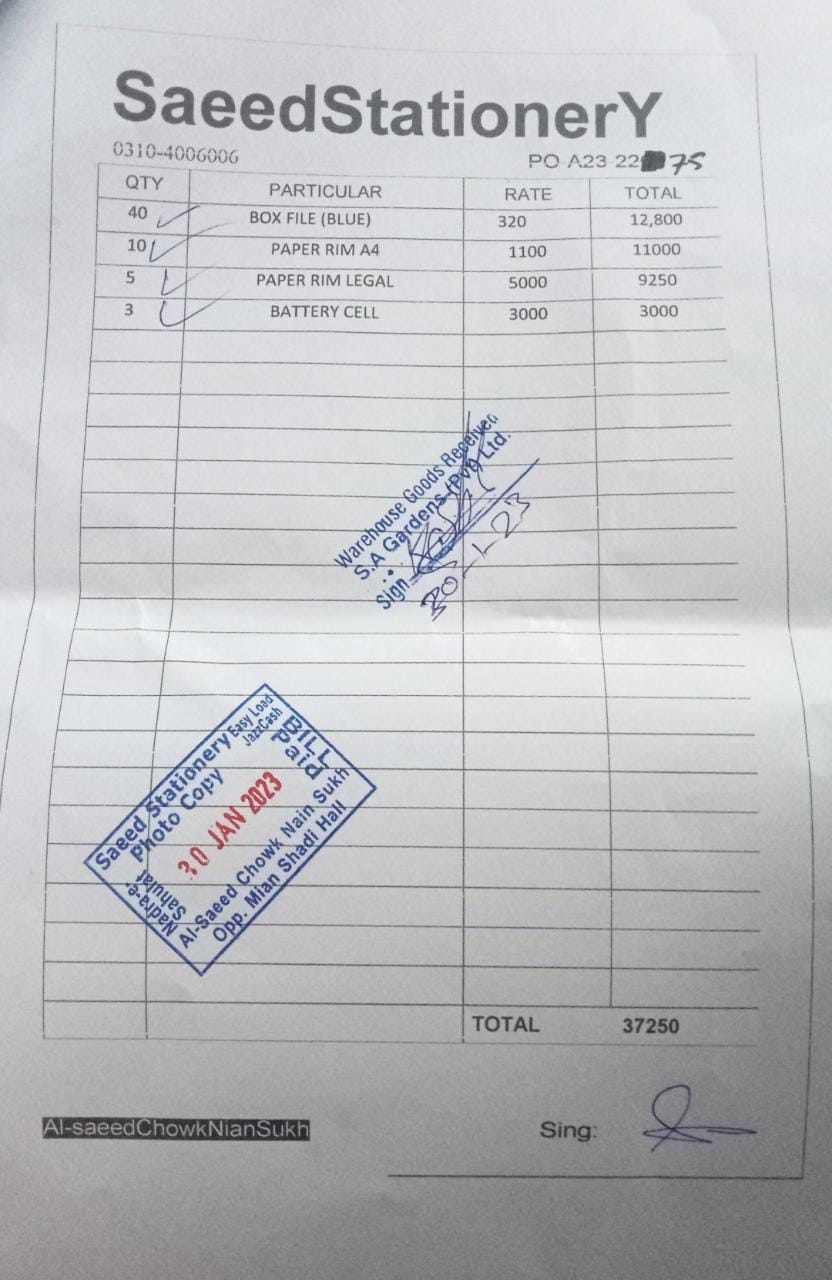 SaeedStationerY
0310-4006006 PO-A23-22 75
QTY PARTICULAR RATE TOTAL
40 BOX FILE (BLUE) 320 12,800
10 PAPER RIM A4 1100 11000
5 PAPER RIM LEGAL 5000 9250
3 BATTERY CELL 3000 3000
Warehouse Goods Received
S.A Gardens (Pvt) Ltd.
Sign
30-1-23
Saeed Stationery Easy Load
Photo Copy JazzCash
BILL
Paid
30 JAN 2023
Nadra-e-
Sahulat
Al-Saeed Chowk Nain Sukh
Opp. Mian Shadi Hall
TOTAL 37250
Al-saeedChowkNianSukh Sing: